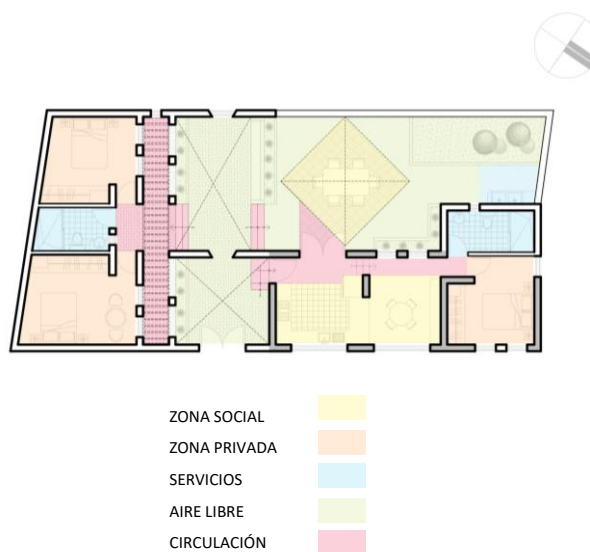 ZONA SOCIAL
ZONA PRIVADA
SERVICIOS
AIRE LIBRE
CIRCULACIÓN